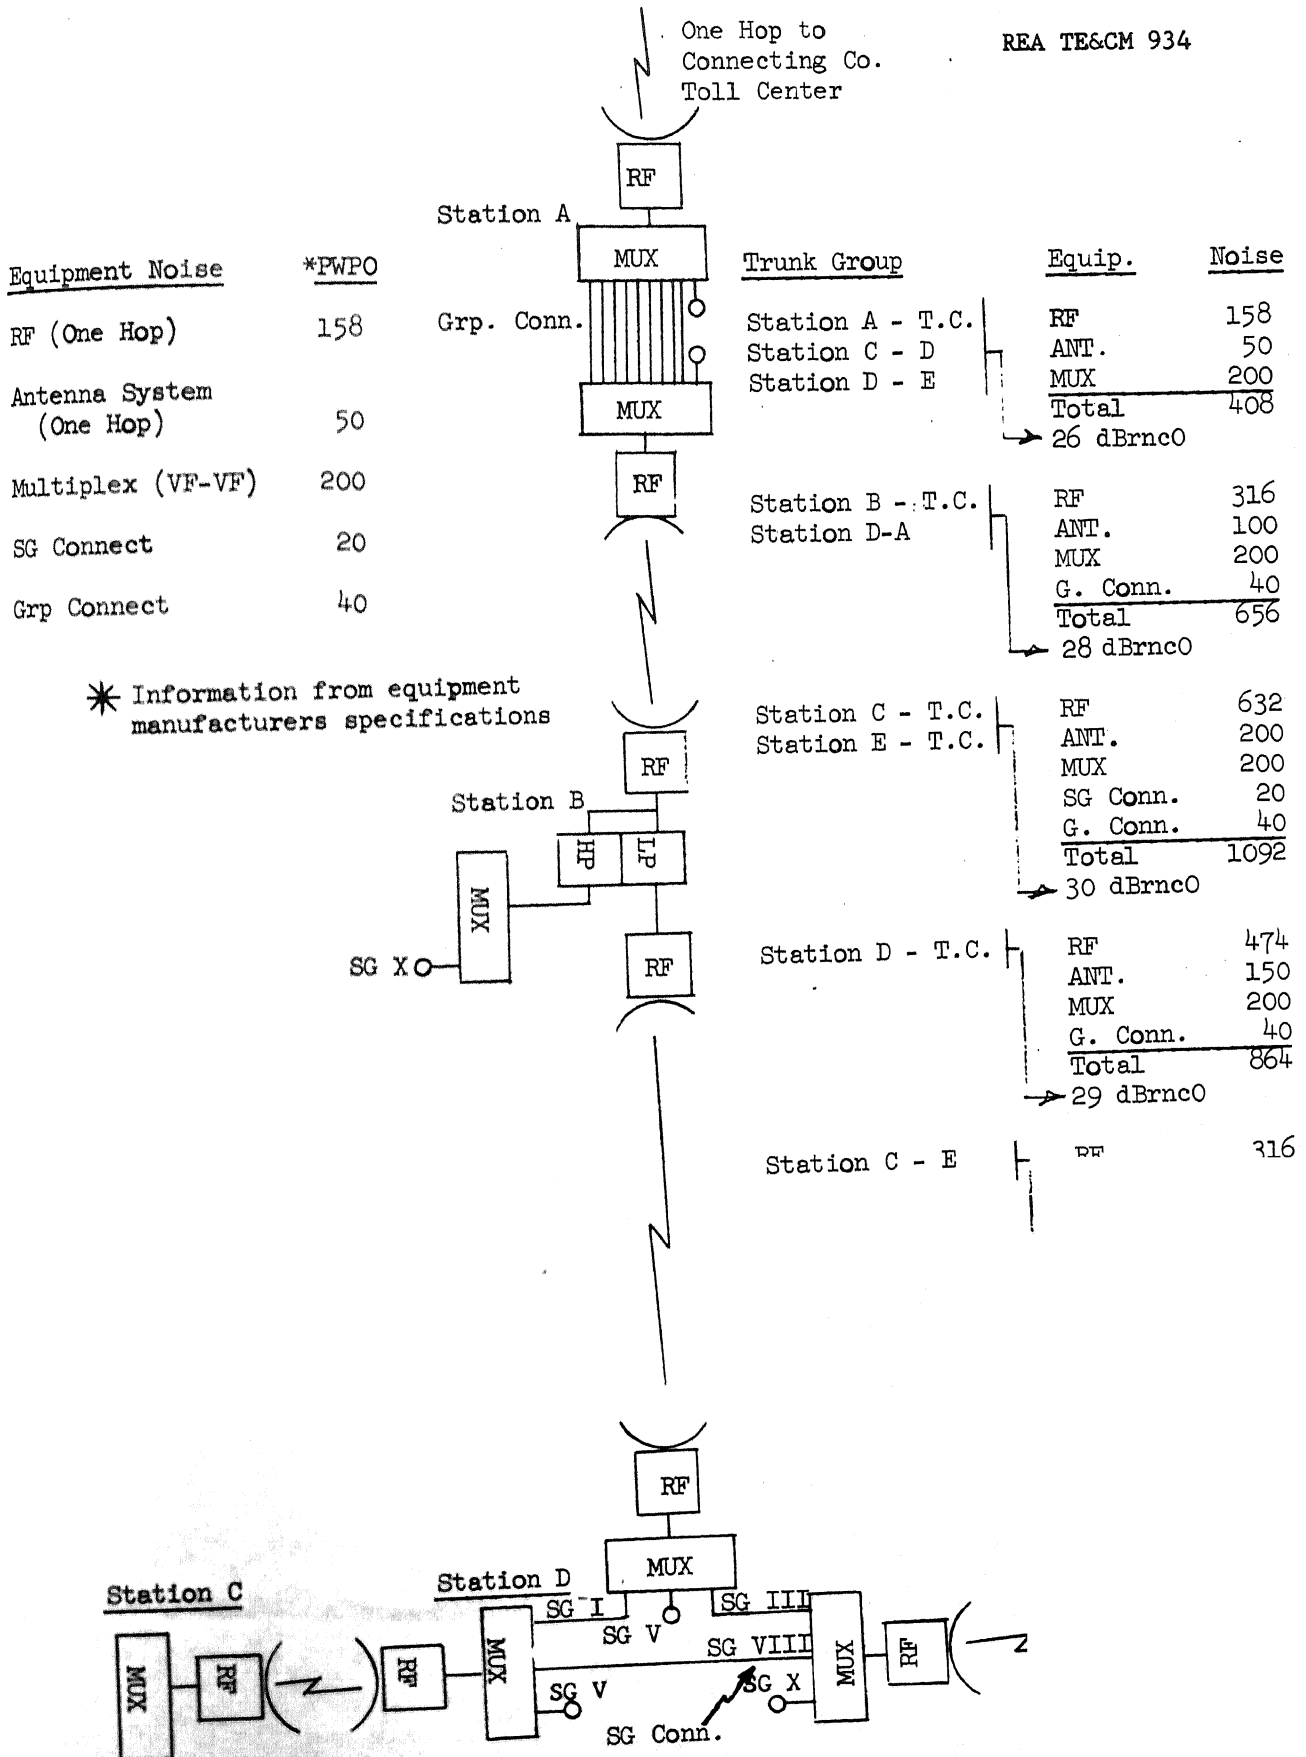 One Hop to
Connecting Co.
Toll Center
REA TE&CM 934
RF
Station A
MUX
Grp. Conn.
MUX
RF
Equipment Noise *PWPO
RF (One Hop) 158
Antenna System
(One Hop) 50
Multiplex (VF-VF) 200
SG Connect 20
Grp Connect 40
* Information from equipment
manufacturers specifications
Trunk Group Equip. Noise
Station A - T.C. RF 158
Station C - D ANT. 50
Station D - E MUX 200
Total 408
26 dBrnc0
Station B - T.C. RF 316
Station D-A ANT. 100
MUX 200
G. Conn. 40
Total 656
28 dBrnc0
Station C - T.C. RF 632
Station E - T.C. ANT. 200
MUX 200
SG Conn. 20
G. Conn. 40
Total 1092
30 dBrnc0
Station D - T.C. RF 474
ANT. 150
MUX 200
G. Conn. 40
Total 864
29 dBrnc0
Station C - E RF 316
RF
Station B
HP
LP
MUX
SG X
RF
RF
MUX
Station C
Station D
SG I
SG III
SG V
SG VIII
MUX
RF
RF
MUX
SG V
SG X
MUX
RF
SG Conn.